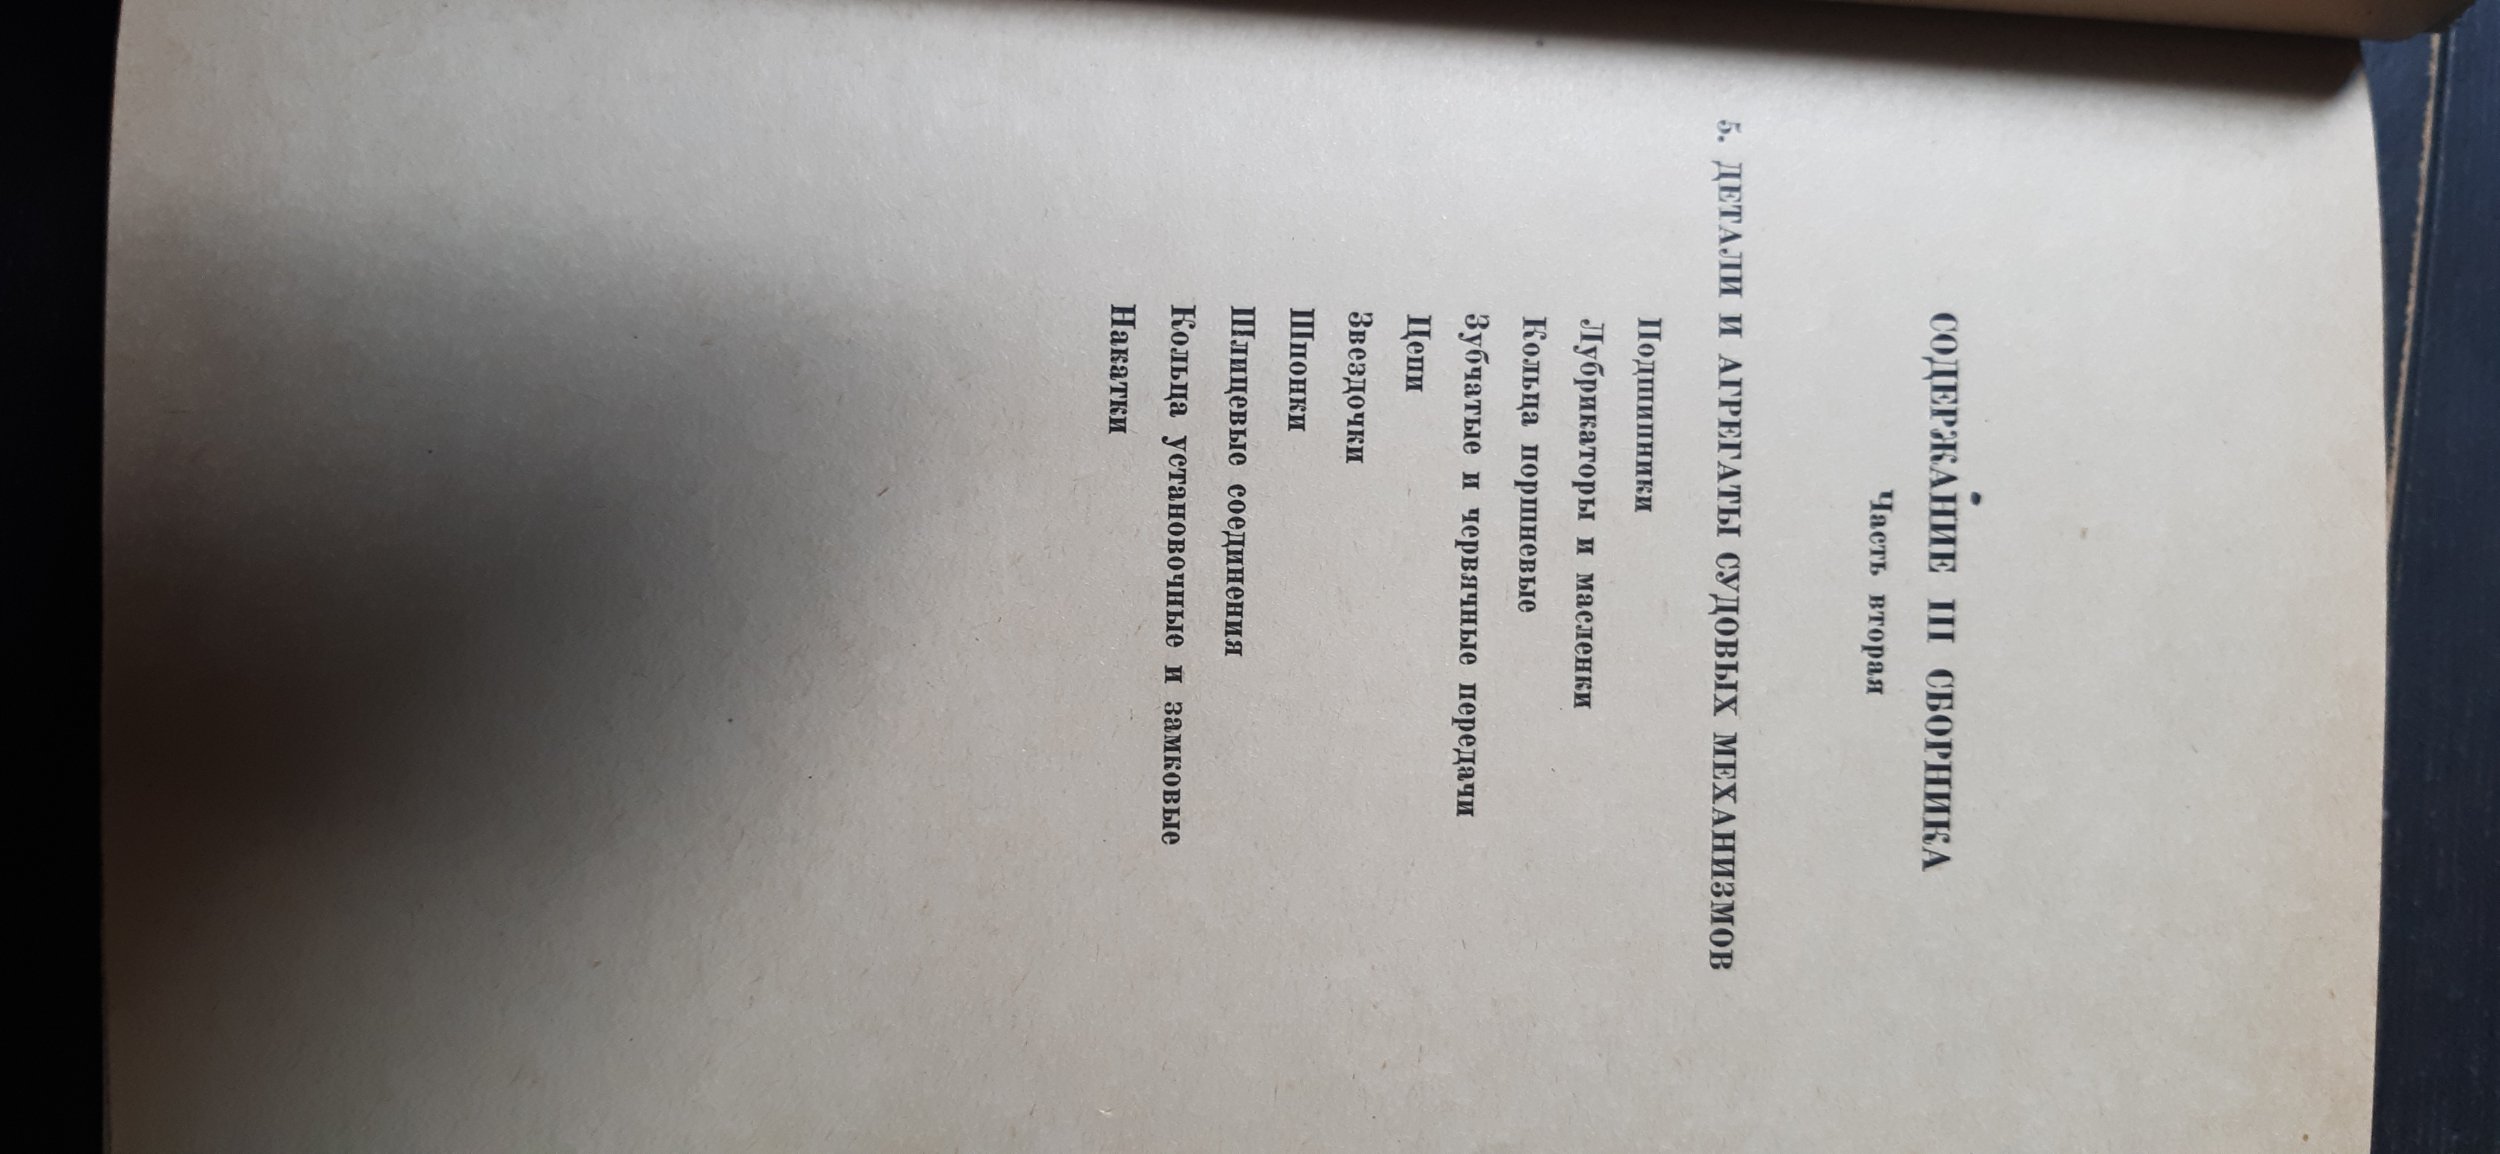 СОДЕРЖАНИЕ III СБОРНИКА
Часть вторая
5. ДЕТАЛИ И АГРЕГАТЫ СУДОВЫХ МЕХАНИЗМОВ
Подшипники
Лубрикаторы и масленки
Кольца поршневые
Зубчатые и червячные передачи
Цепи
Звездочки
Шпонки
Шлицевые соединения
Кольца установочные и замковые
Накатки